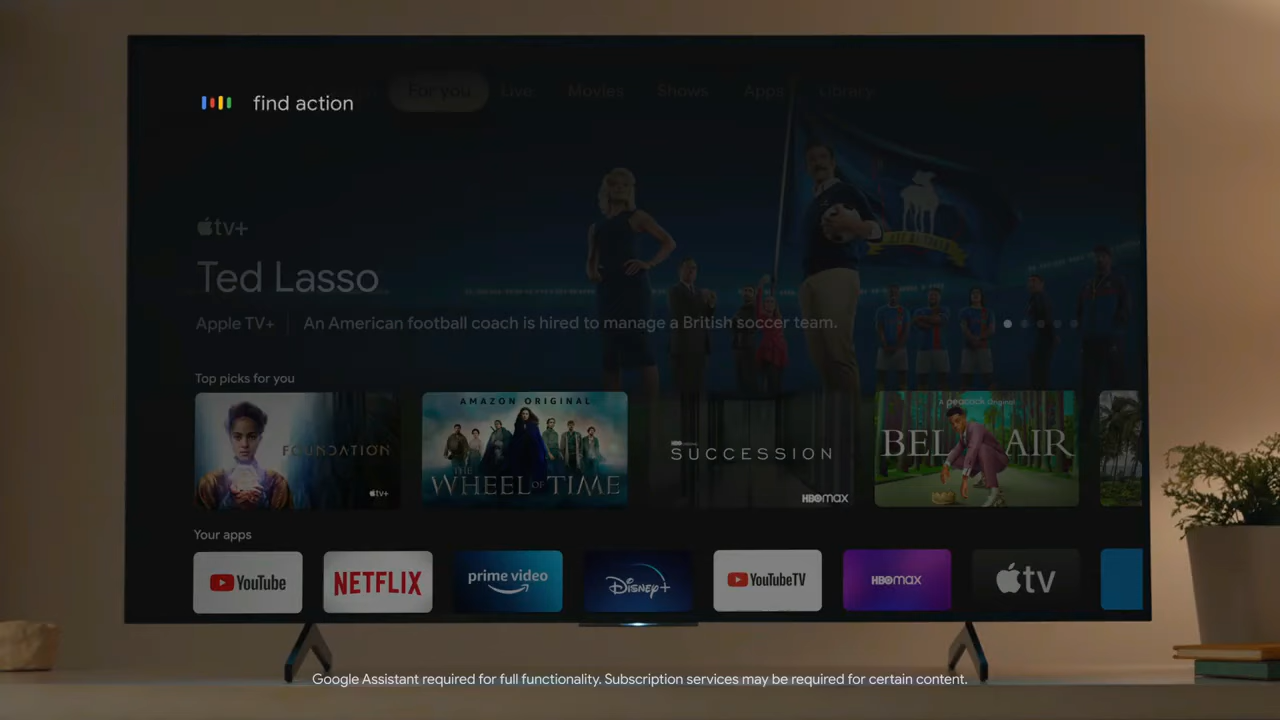 find action
For you Live Movies Shows Apps Library
tv+
Ted Lasso
Apple TV+ An American football coach is hired to manage a British soccer team.
Top picks for you
FOUNDATION
tv+
AMAZON ORIGINAL
THE
WHEEL OF TIME
SUCCESSION
HBOMAX
A peacock Original
BEL AIR
Your apps
YouTube
NETFLIX
prime video
Disney+
YouTubeTV
HBOMAX
tv
Google Assistant required for full functionality. Subscription services may be required for certain content.